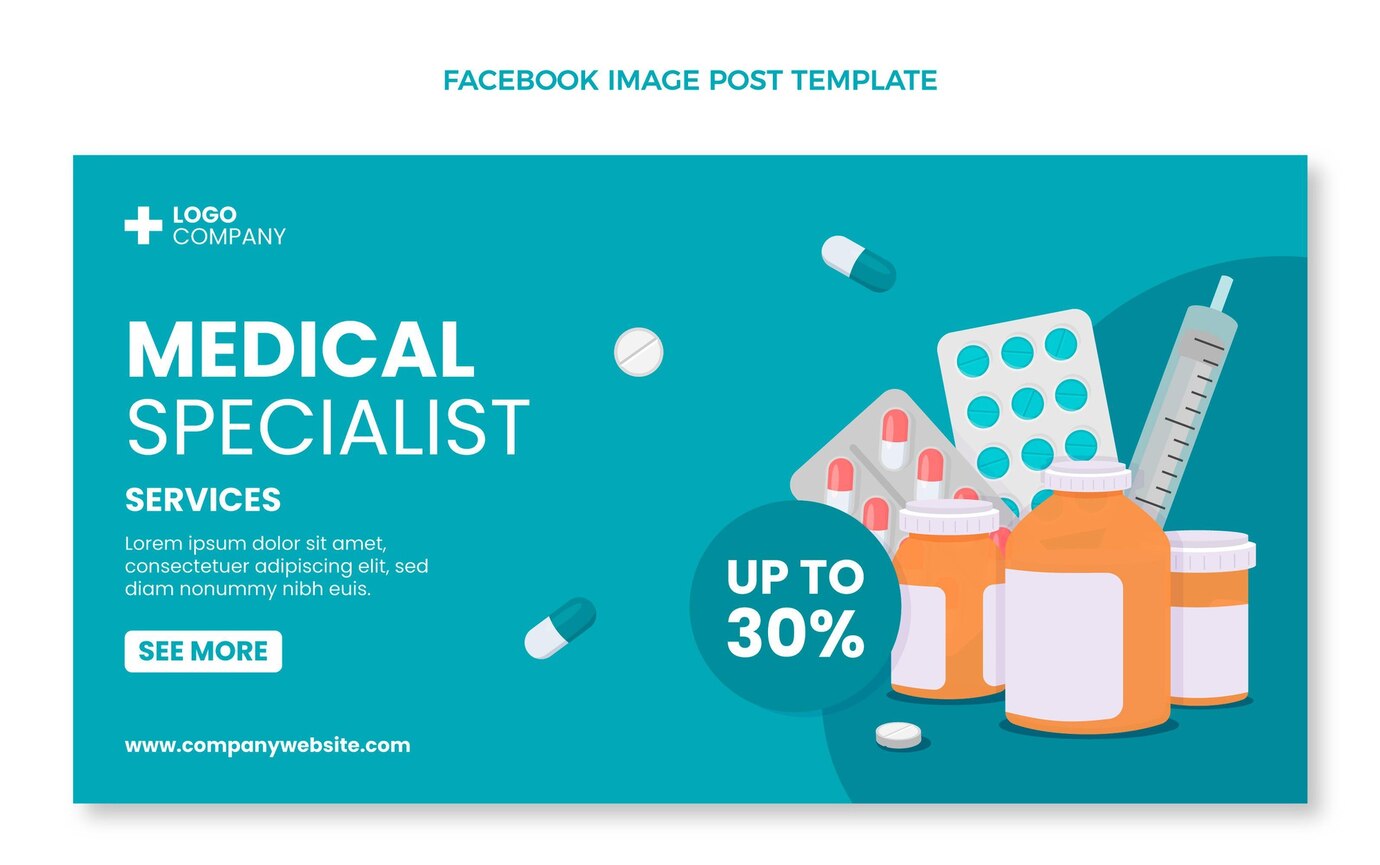 FACEBOOK IMAGE POST TEMPLATE
LOGO
COMPANY
MEDICAL
SPECIALIST
SERVICES
Lorem ipsum dolor sit amet,
consectetuer adipiscing elit, sed
diam nonummy nibh euis.
SEE MORE
www.companywebsite.com
UP TO
30%